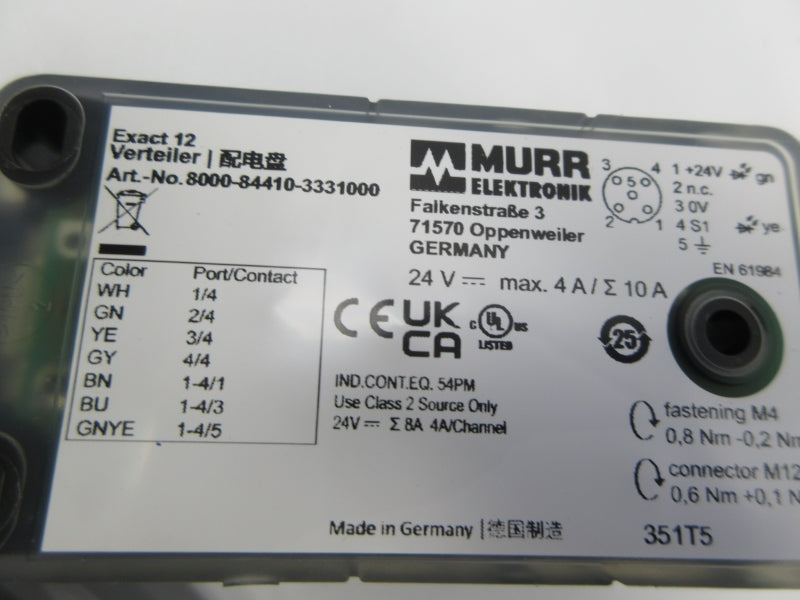 Exact 12
Verteiler | 配电盘
Art.-No. 8000-84410-3331000
MURR
ELEKTRONIK
Falkenstraße 3
71570 Oppenweiler
GERMANY
3 4
5
2 1
1 +24V gn
2 n.c.
3 0V
4 S1 ye
5
EN 61984
24 V max. 4 A / Σ 10 A
Color Port/Contact
WH 1/4
GN 2/4
YE 3/4
GY 4/4
BN 1-4/1
BU 1-4/3
GNYE 1-4/5
CE UK CA
C UL US
LISTED
25
IND.CONT.EQ. 54PM
Use Class 2 Source Only
24V Σ 8A 4A/Channel
fastening M4
0,8 Nm -0,2 Nm
connector M12
0,6 Nm +0,1 N
Made in Germany | 德国制造
351T5